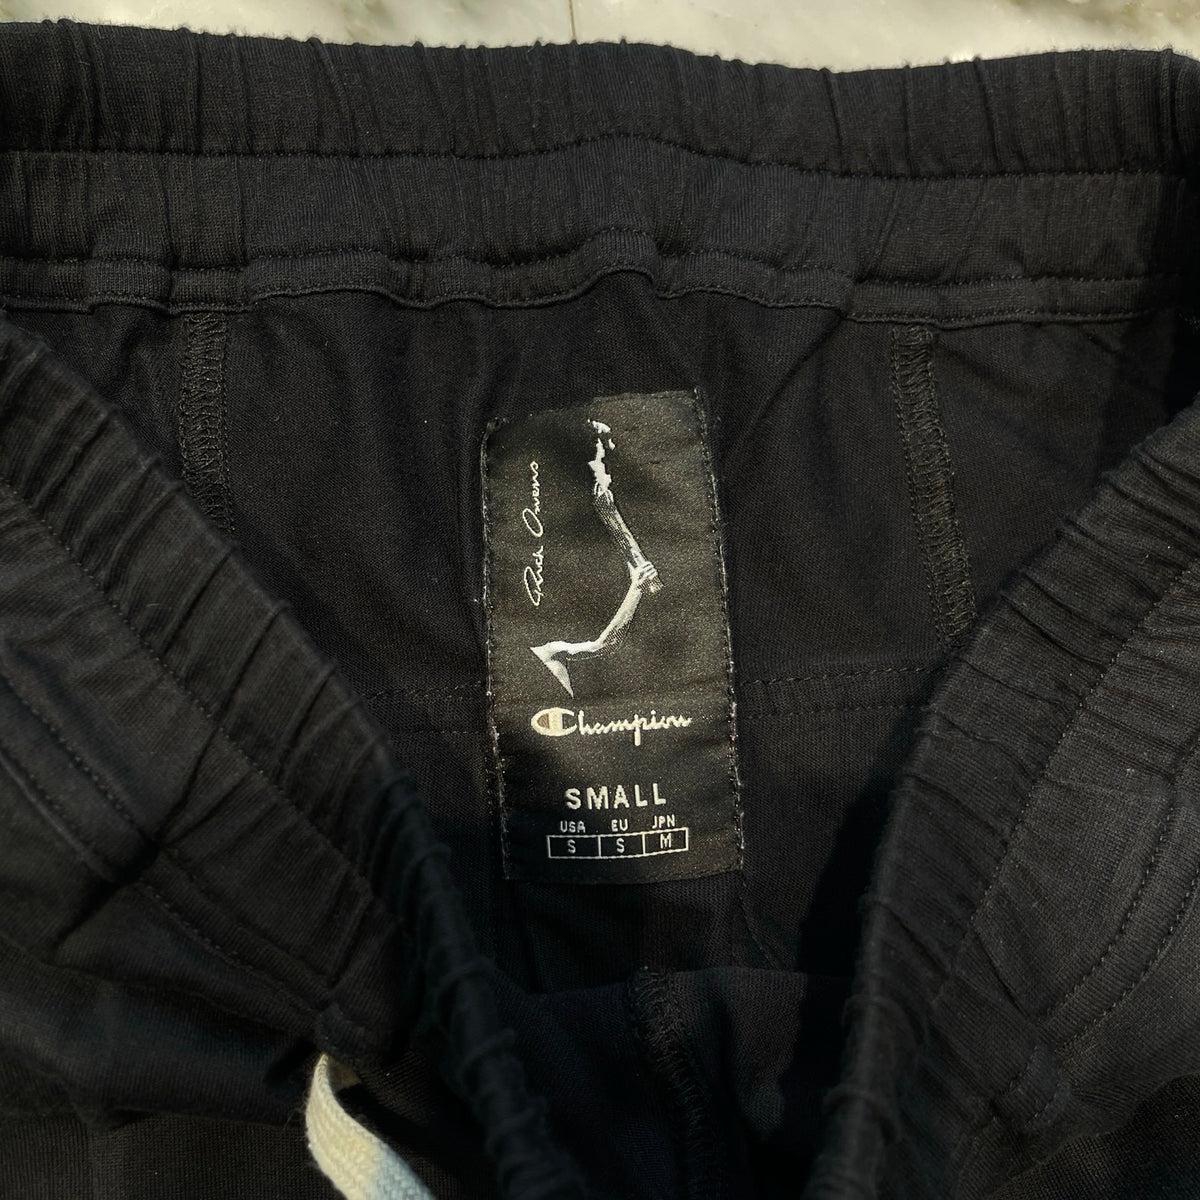 Rick Owens
Champion
SMALL
USA EU JPN
S S M